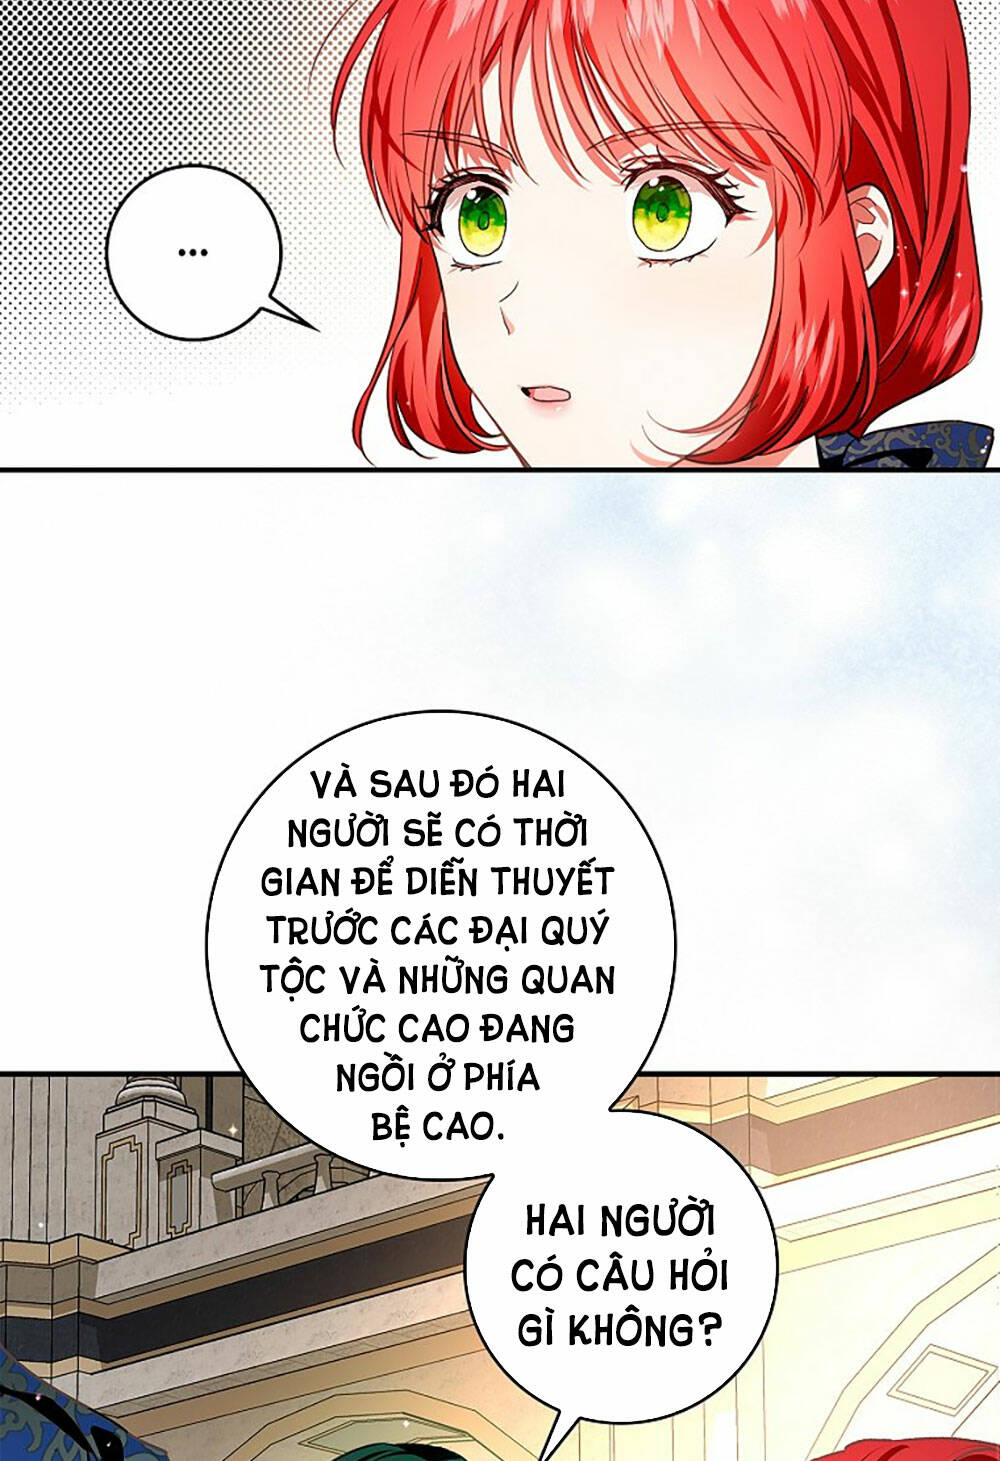 ...
VÀ SAU ĐÓ HAI
NGƯỜI SẼ CÓ THỜI
GIAN ĐỂ DIỄN THUYẾT
TRƯỚC CÁC ĐẠI QUÝ
TỘC VÀ NHỮNG QUAN
CHỨC CAO ĐANG
NGỒI Ở PHÍA
BỆ CAO.
HAI NGƯỜI
CÓ CÂU HỎI
GÌ KHÔNG?